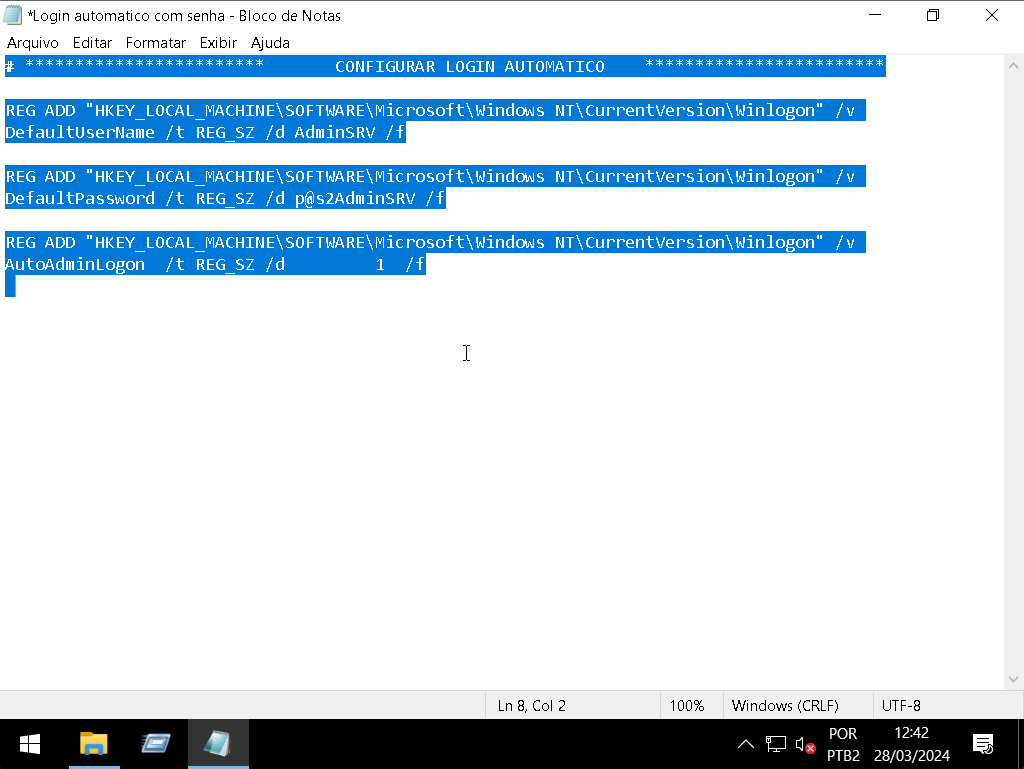 *Login automatico com senha - Bloco de Notas
Arquivo Editar Formatar Exibir Ajuda
# ************************ CONFIGURAR LOGIN AUTOMATICO ************************
REG ADD "HKEY_LOCAL_MACHINE\SOFTWARE\Microsoft\Windows NT\CurrentVersion\Winlogon" /v
DefaultUserName /t REG_SZ /d AdminSRV /f
REG ADD "HKEY_LOCAL_MACHINE\SOFTWARE\Microsoft\Windows NT\CurrentVersion\Winlogon" /v
DefaultPassword /t REG_SZ /d p@s2AdminSRV /f
REG ADD "HKEY_LOCAL_MACHINE\SOFTWARE\Microsoft\Windows NT\CurrentVersion\Winlogon" /v
AutoAdminLogon /t REG_SZ /d 1 /f
Ln 8, Col 2 100% Windows (CRLF) UTF-8
POR 12:42
PTB2 28/03/2024